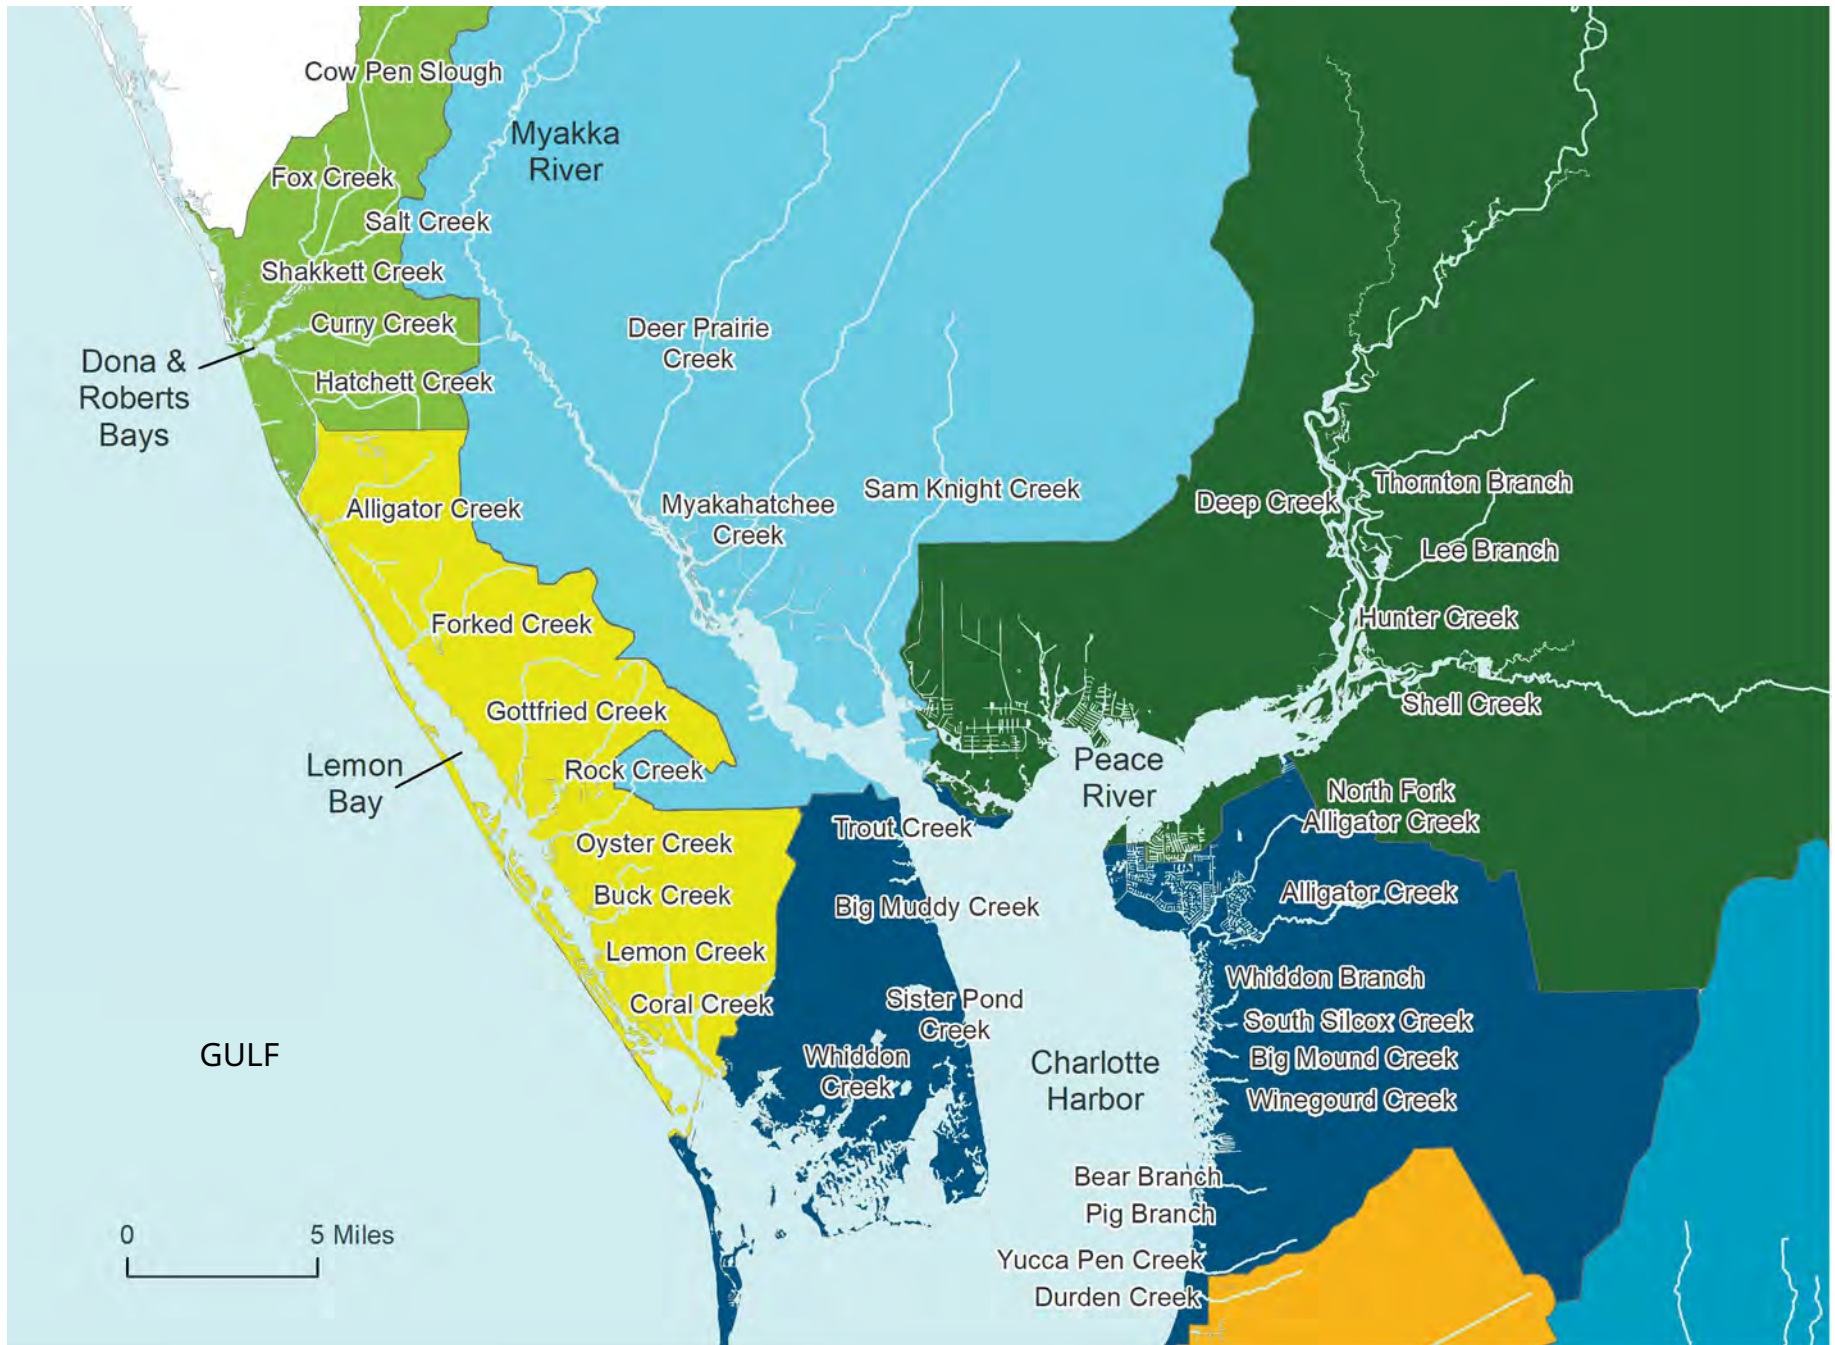 Cow Pen Slough
Myakka
River
Fox Creek
Salt Creek
Shakkett Creek
Curry Creek
Deer Prairie
Creek
Dona &
Roberts
Bays
Hatchett Creek
Alligator Creek
Myakahatchee
Creek
Sam Knight Creek
Deep Creek
Thornton Branch
Lee Branch
Forked Creek
Hunter Creek
Gottfried Creek
Shell Creek
Lemon
Bay
Rock Creek
Peace
River
North Fork
Alligator Creek
Trout Creek
Oyster Creek
Buck Creek
Big Muddy Creek
Alligator Creek
Lemon Creek
Whiddon Branch
Coral Creek
Sister Pond
Creek
South Silcox Creek
GULF
Whiddon
Creek
Charlotte
Harbor
Big Mound Creek
Winegourd Creek
Bear Branch
Pig Branch
0 5 Miles
Yucca Pen Creek
Durden Creek